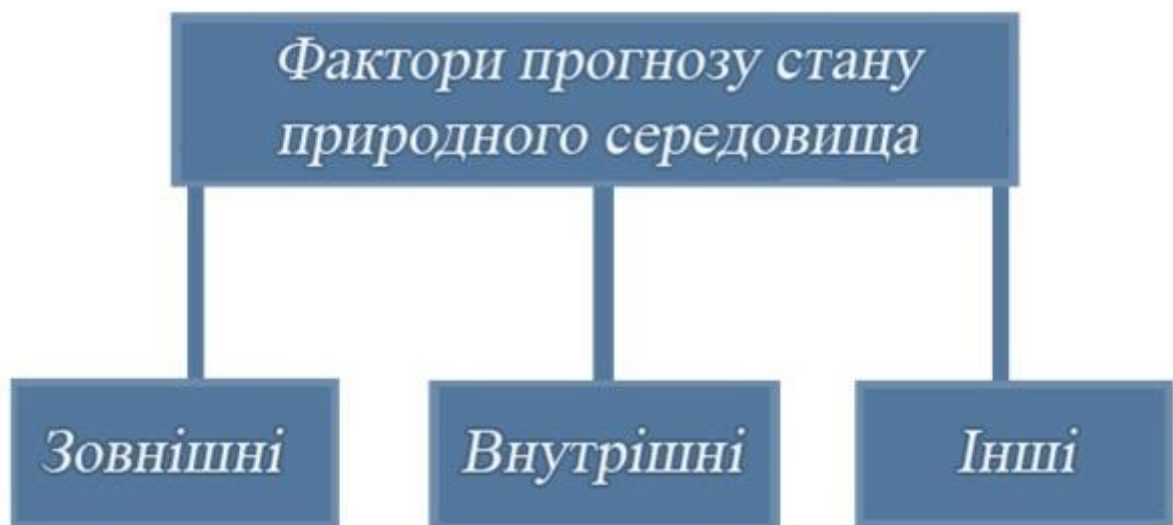 Фактори прогнозу стану
природного середовища
Зовнішні
Внутрішні
Інші